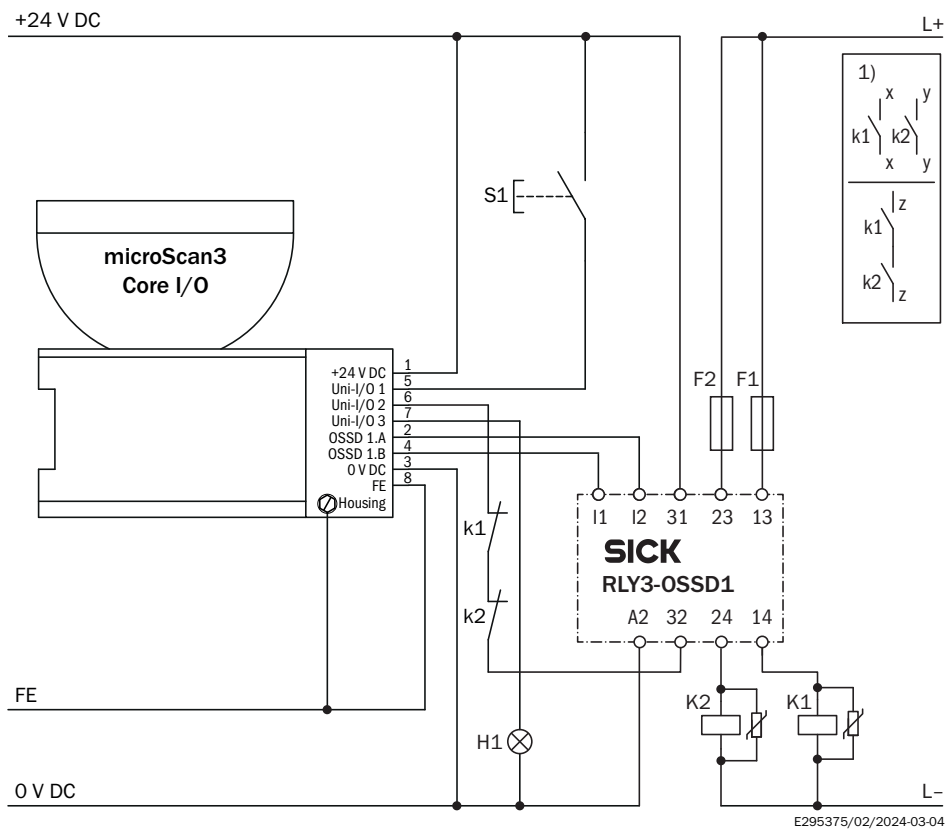 +24 V DC
L+
1)
x y
k1 k2
x y
z
k1
k2
z
S1
microScan3
Core I/O
+24 V DC 1
Uni-I/O 1 5
Uni-I/O 2 6
Uni-I/O 3 7
OSSD 1.A 2
OSSD 1.B 4
0 V DC 3
FE 8
Housing
F2 F1
I1 I2 31 23 13
SICK
RLY3-OSSD1
A2 32 24 14
k1
k2
FE
K2 K1
H1
0 V DC
L–
E295375/02/2024-03-04